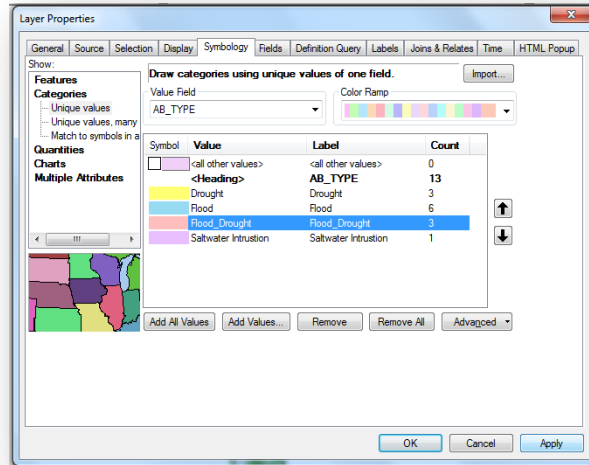 Layer Properties
General Source Selection Display Symbology Fields Definition Query Labels Joins & Relates Time HTML Popup
Show:
Features
Categories
Unique values
Unique values, many
Match to symbols in a
Quantities
Charts
Multiple Attributes
Draw categories using unique values of one field.
Import...
Value Field
AB_TYPE
Color Ramp
Symbol Value Label Count
<all other values> <all other values> 0
<Heading> AB_TYPE 13
Drought Drought 3
Flood Flood 6
Flood_Drought Flood_Drought 3
Saltwater Intrustion Saltwater Intrustion 1
Add All Values Add Values... Remove Remove All Advanced
OK Cancel Apply